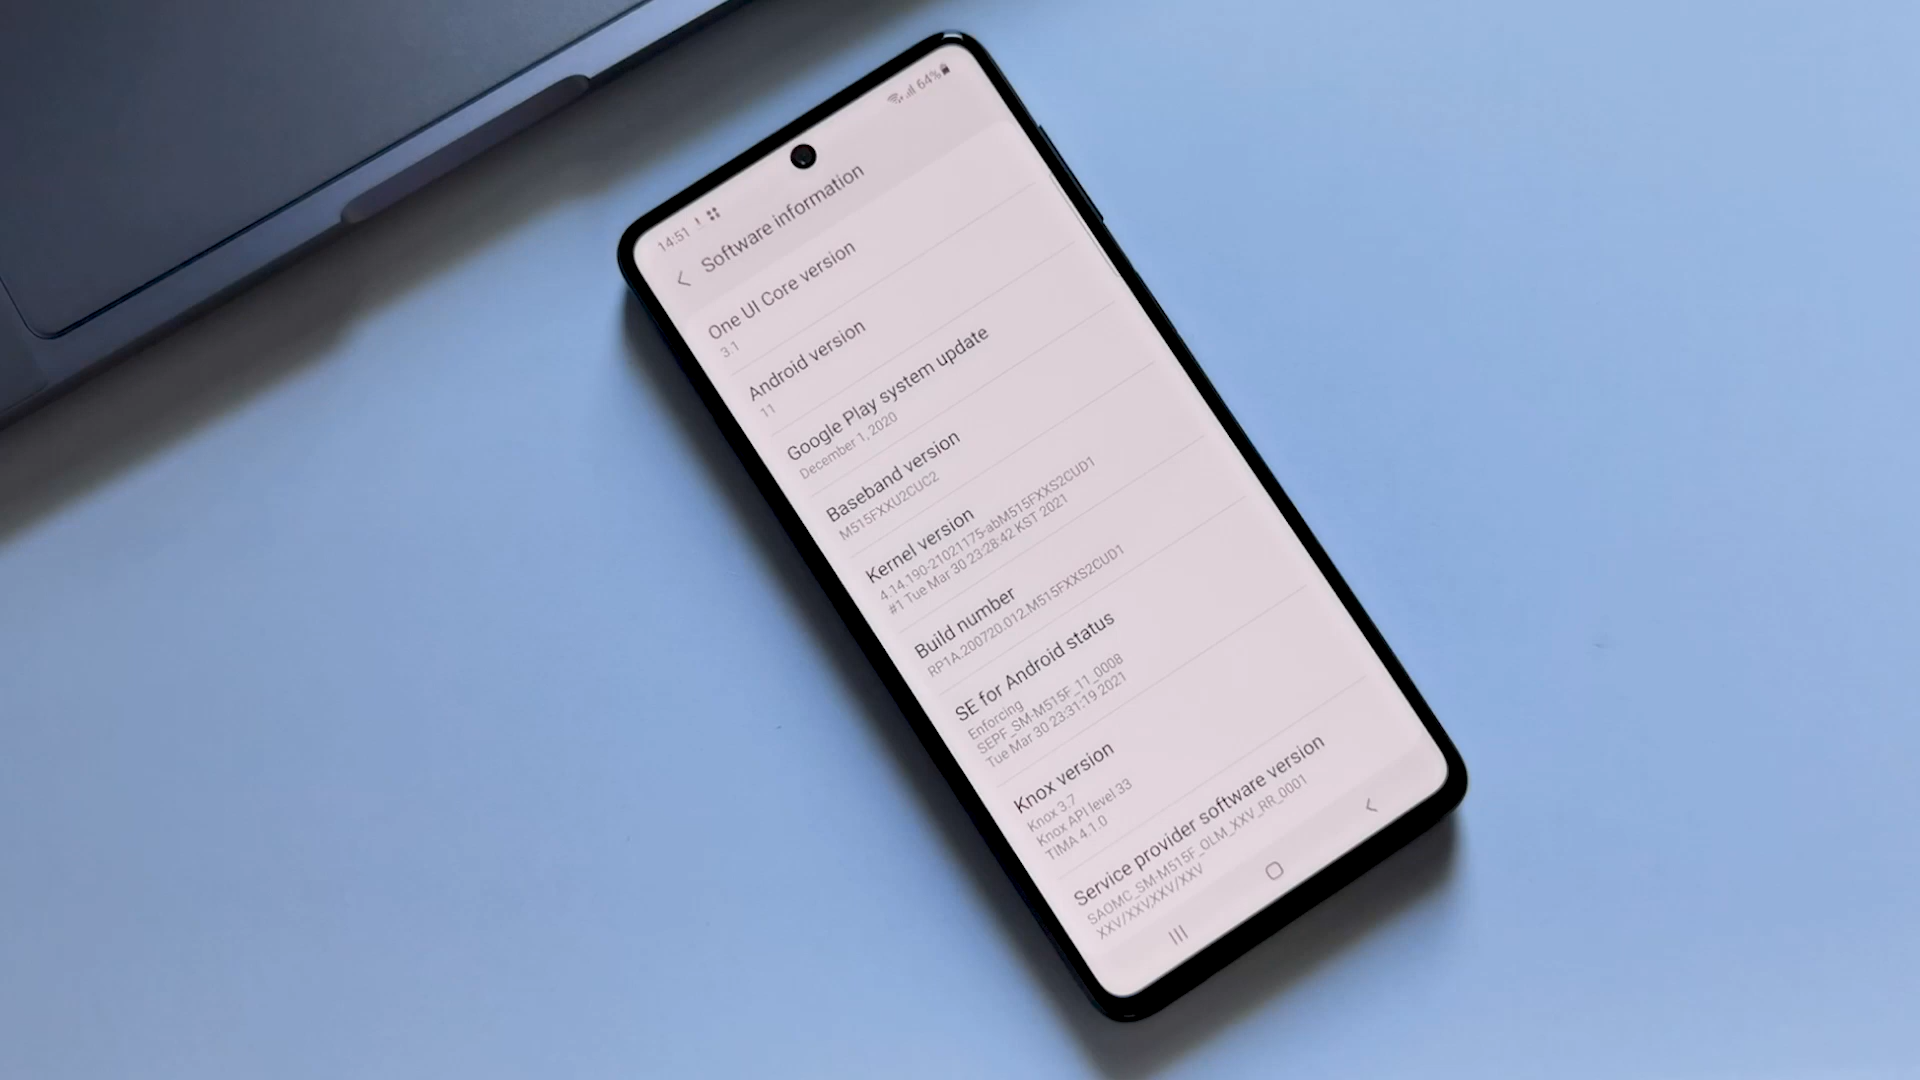 14:51 ! 64%
Software information
One UI Core version
3.1
Android version
11
Google Play system update
December 1, 2020
Baseband version
M515FXXU2CUC2
Kernel version
4.14.190-21021175-abM515FXXS2CUD1
#1 Tue Mar 30 23:28:42 KST 2021
Build number
RP1A.200720.012.M515FXXS2CUD1
SE for Android status
Enforcing
SEPF_SM-M515F_11_0008
Tue Mar 30 23:31:19 2021
Knox version
Knox 3.7
Knox API level 33
TIMA 4.1.0
Service provider software version
SAOMC_SM-M515F_OLM_XXV_RR_0001
XXV/XXV,XXV/XXV